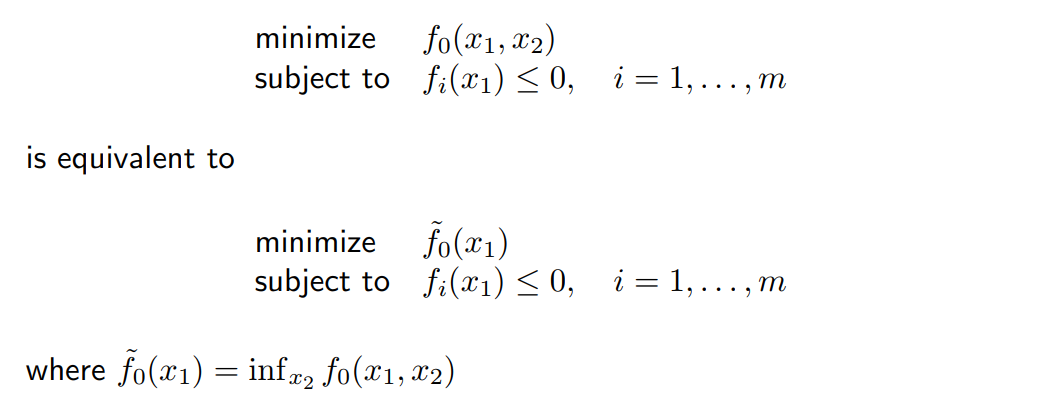 minimize f₀(x₁, x₂)
subject to fᵢ(x₁) ≤ 0, i = 1, . . . , m
is equivalent to
minimize f̃₀(x₁)
subject to fᵢ(x₁) ≤ 0, i = 1, . . . , m
where f̃₀(x₁) = inf_{x₂} f₀(x₁, x₂)